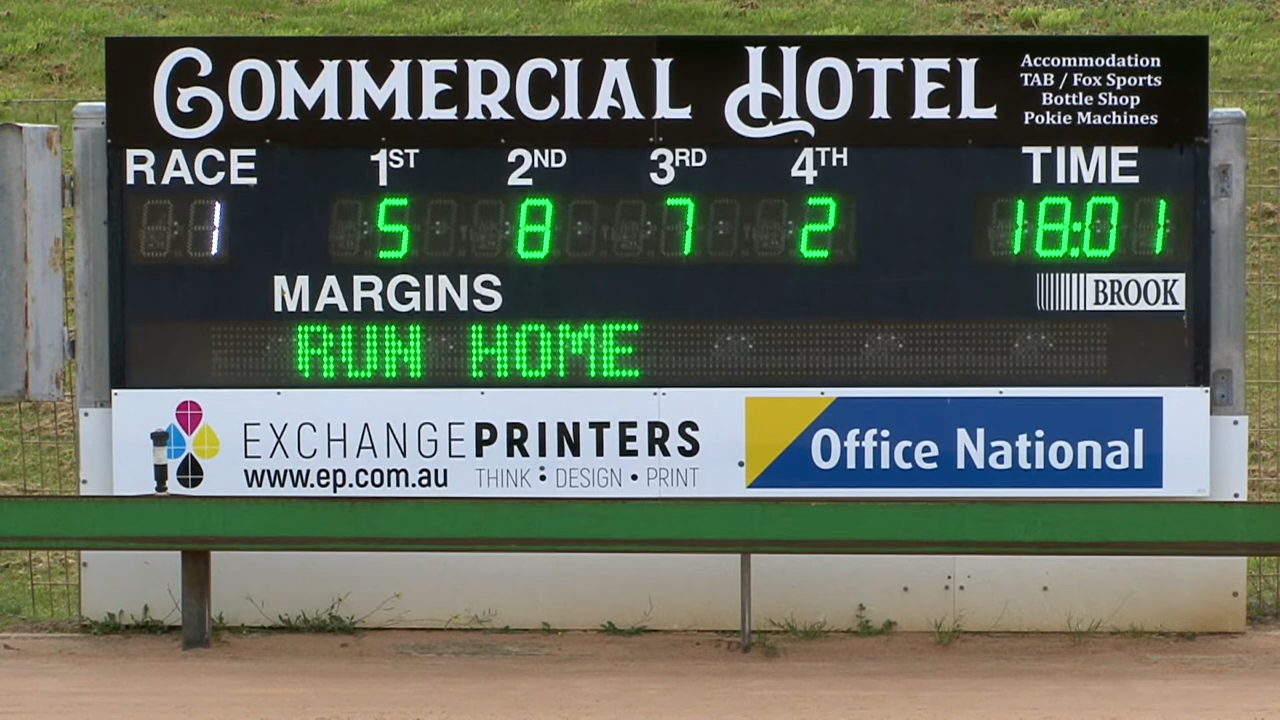 COMMERCIAL HOTEL
Accommodation
TAB / Fox Sports
Bottle Shop
Pokie Machines
RACE 1ST 2ND 3RD 4TH TIME
1 5 8 7 2 18:01
MARGINS
BROOK
RUN HOME
EXCHANGEPRINTERS
www.ep.com.au THINK : DESIGN • PRINT
Office National